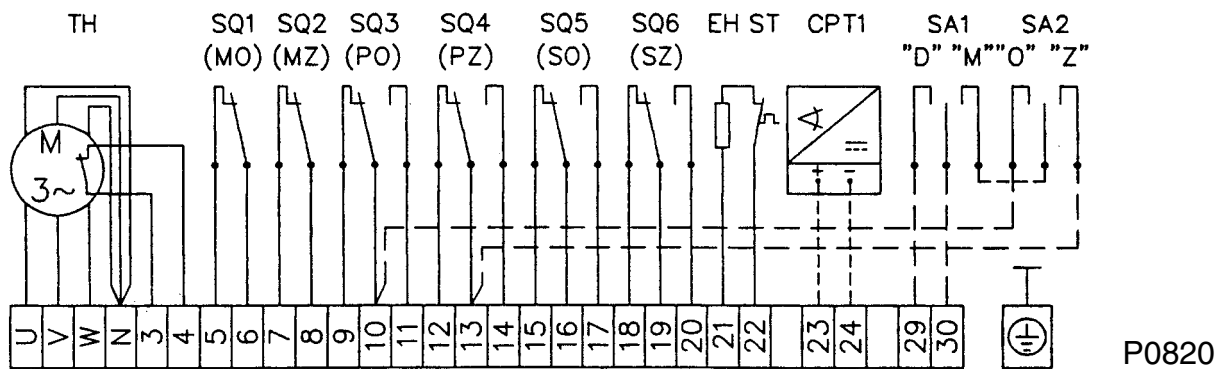 TH SQ1 SQ2 SQ3 SQ4 SQ5 SQ6 EH ST CPT1 SA1 SA2
(MO) (MZ) (PO) (PZ) (SO) (SZ) "D" "M" "O" "Z"
M
3~
+ −
U V W N 3 4 5 6 7 8 9 10 11 12 13 14 15 16 17 18 19 20 21 22 23 24 29 30
P0820